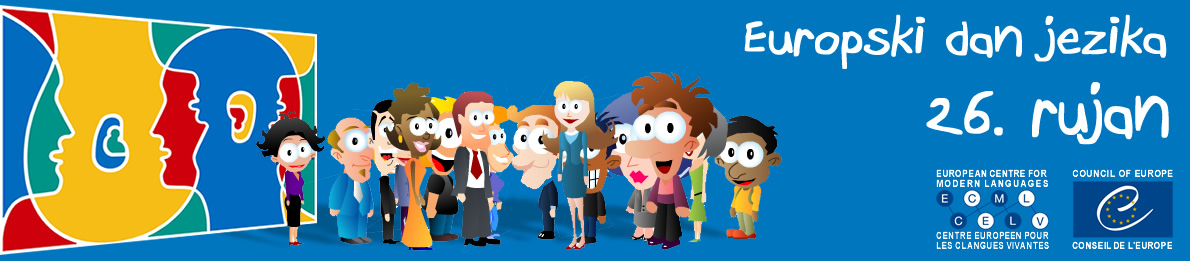 Europski dan jezika
26. rujan
EUROPEAN CENTRE FOR
MODERN LANGUAGES
E C M L
C E L V
CENTRE EUROPEEN POUR
LES CLANGUES VIVANTES
COUNCIL OF EUROPE
CONSEIL DE L'EUROPE